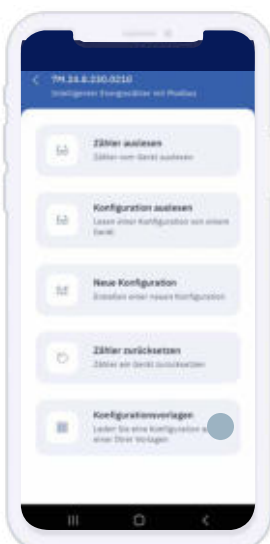 7M.24.8.230.0210
Intelligenter Energiezähler mit Modbus
Zähler auslesen
Zähler vom Gerät auslesen
Konfiguration auslesen
Lesen einer Konfiguration von einem
Gerät
Neue Konfiguration
Erstellen einer neuen Konfiguration
Zähler zurücksetzen
Zähler am Gerät zurücksetzen
Konfigurationsvorlagen
Laden Sie eine Konfiguration
einer Ihrer Vorlagen